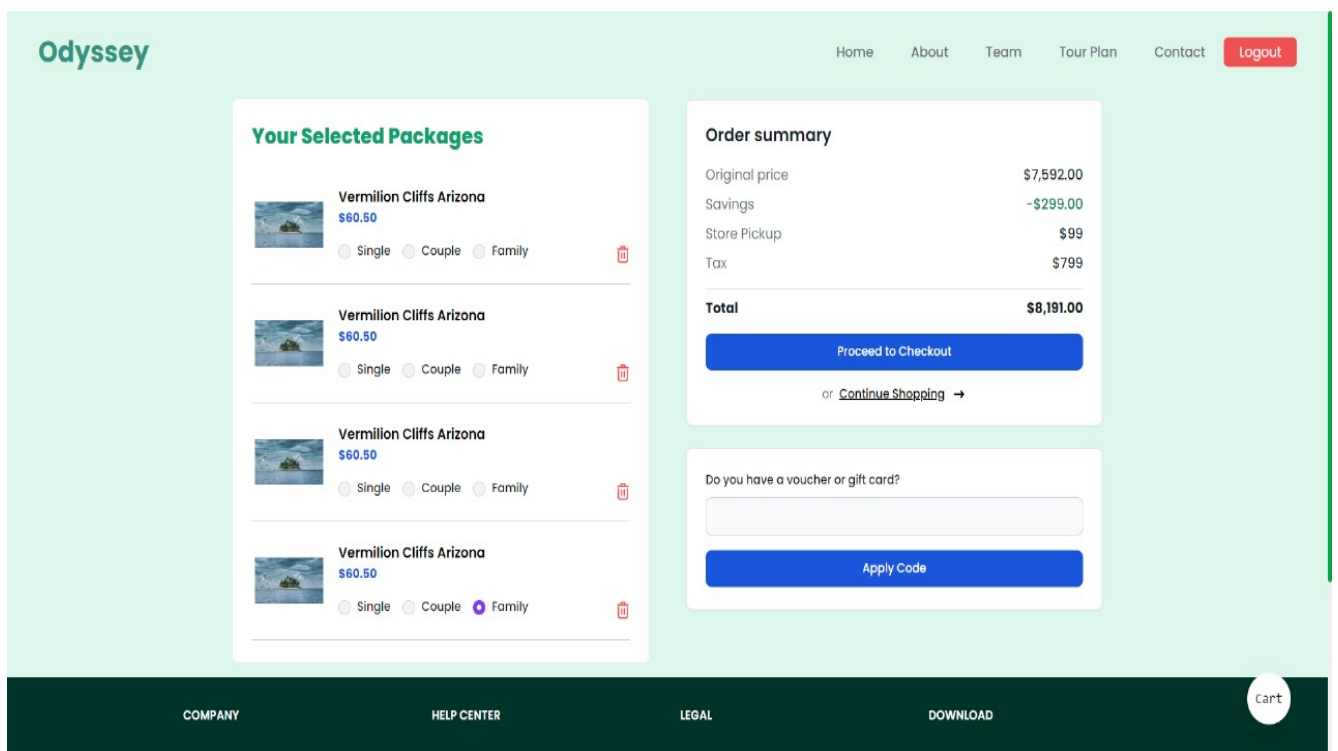 Odyssey
Home About Team Tour Plan Contact Logout
Your Selected Packages
Vermilion Cliffs Arizona
$60.50
Single Couple Family
Vermilion Cliffs Arizona
$60.50
Single Couple Family
Vermilion Cliffs Arizona
$60.50
Single Couple Family
Vermilion Cliffs Arizona
$60.50
Single Couple Family
Order summary
Original price $7,592.00
Savings -$299.00
Store Pickup $99
Tax $799
Total $8,191.00
Proceed to Checkout
or Continue Shopping →
Do you have a voucher or gift card?
Apply Code
COMPANY HELP CENTER LEGAL DOWNLOAD
Cart